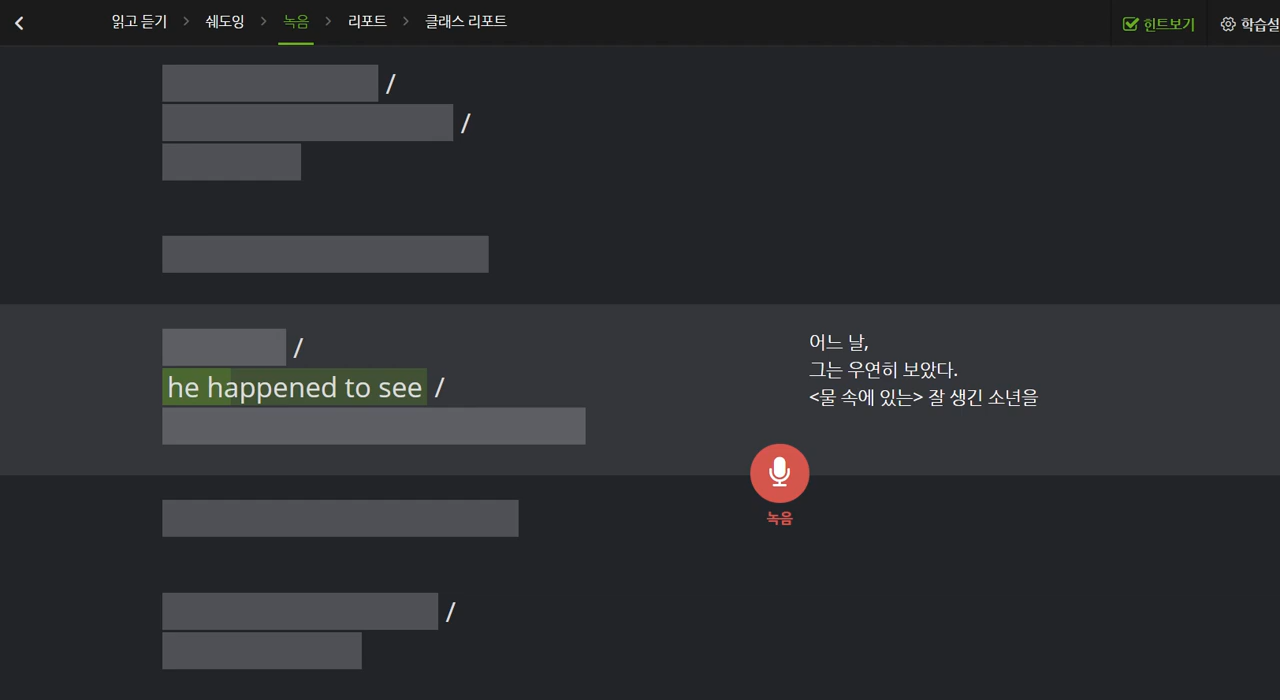 읽고 듣기 > 쉐도잉 > 녹음 > 리포트 > 클래스 리포트
힌트보기
학습설
/
/
/
he happened to see /
어느 날,
그는 우연히 보았다.
<물 속에 있는> 잘 생긴 소년을
녹음
/